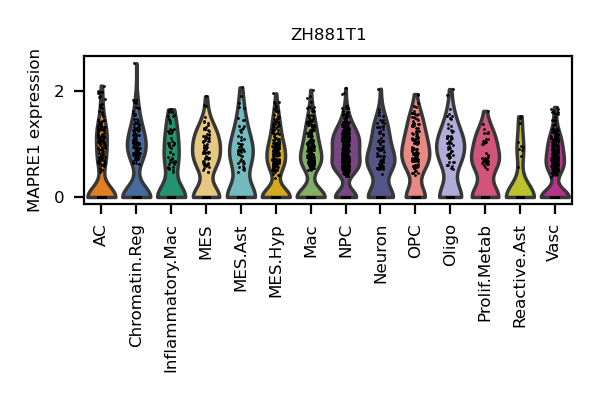 ZH881T1
MAPRE1 expression
2
0
AC
Chromatin.Reg
Inflammatory.Mac
MES
MES.Ast
MES.Hyp
Mac
NPC
Neuron
OPC
Oligo
Prolif.Metab
Reactive.Ast
Vasc